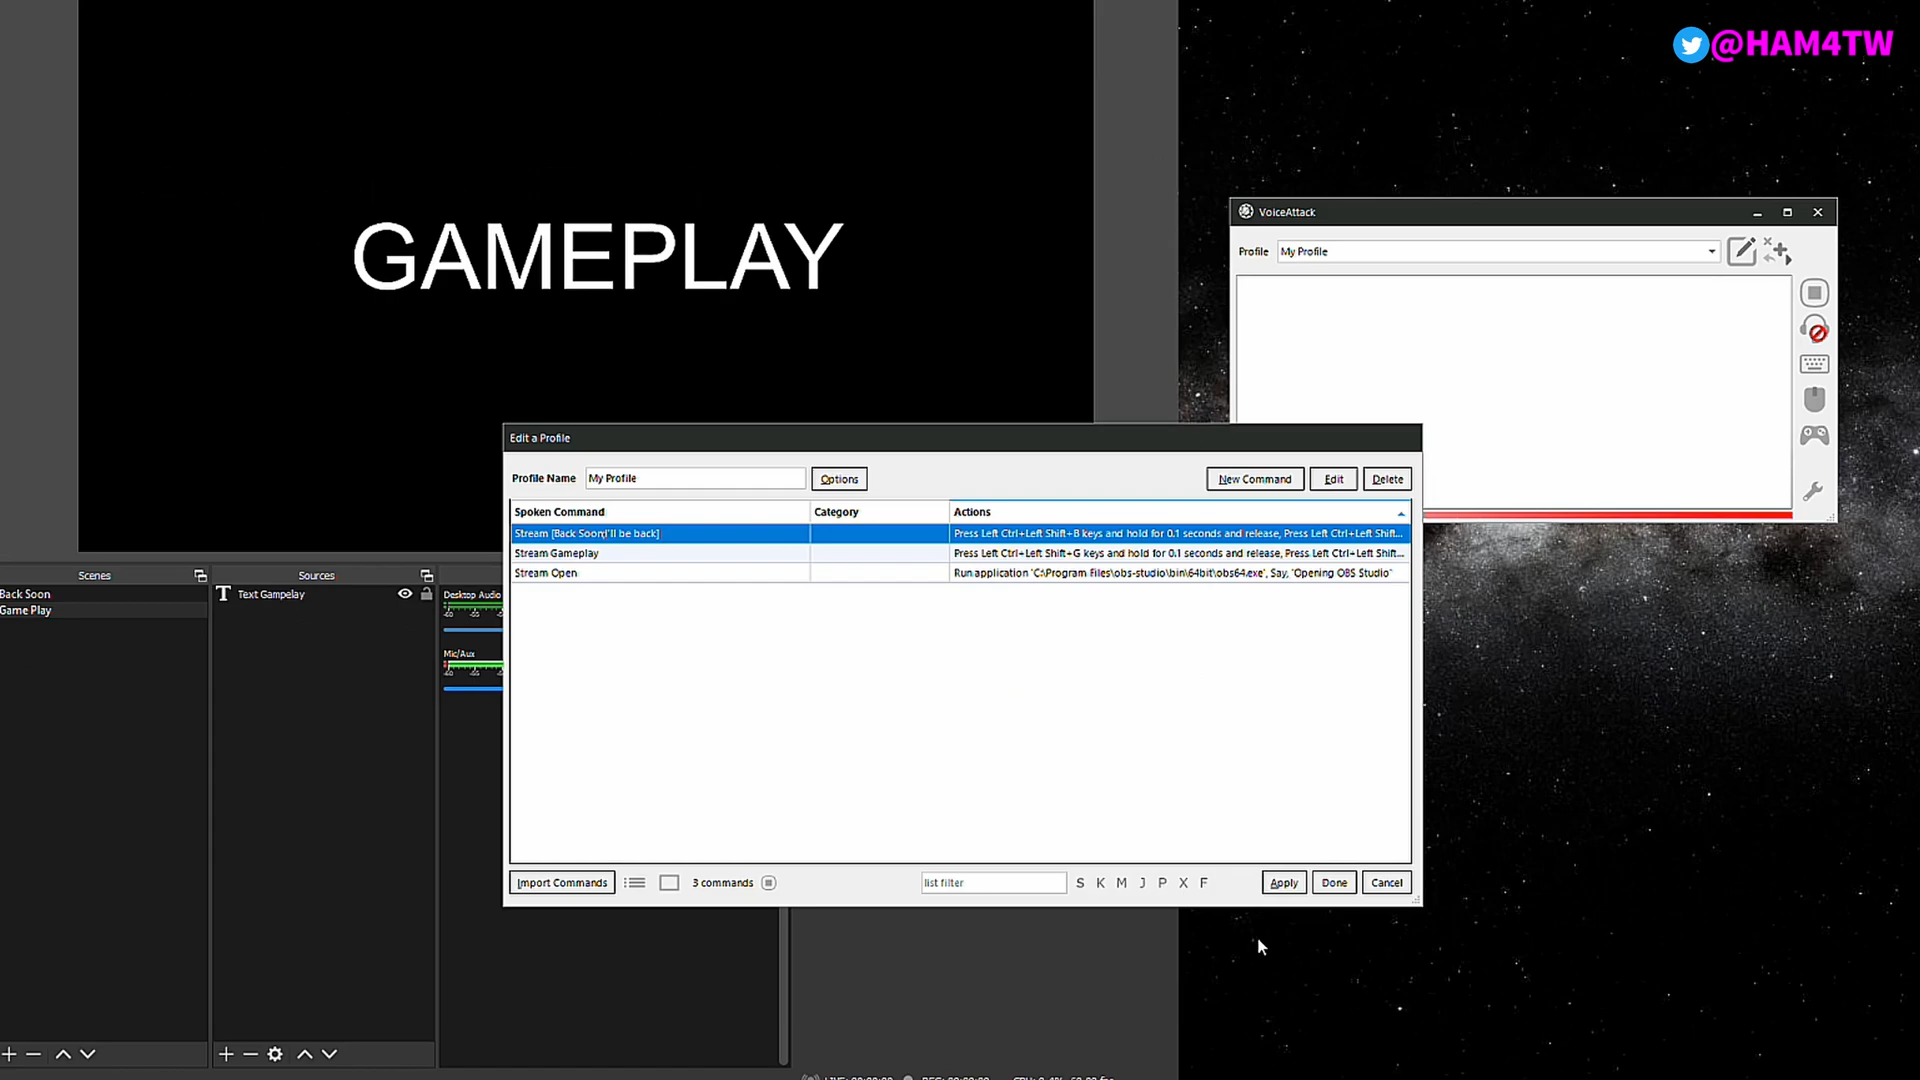 @HAM4TW
GAMEPLAY
VoiceAttack
Profile My Profile
Edit a Profile
Profile Name My Profile Options New Command Edit Delete
Spoken Command Category Actions
Stream [Back Soon;I'll be back] Press Left Ctrl+Left Shift+B keys and hold for 0.1 seconds and release, Press Left Ctrl+Left Shift...
Stream Gameplay Press Left Ctrl+Left Shift+G keys and hold for 0.1 seconds and release, Press Left Ctrl+Left Shift...
Stream Open Run application 'C:\Program Files\obs-studio\bin\64bit\obs64.exe', Say, 'Opening OBS Studio'
Import Commands 3 commands list filter S K M J P X F Apply Done Cancel
Scenes Sources
Back Soon Text Gampelay Desktop Audio
Game Play
Mic/Aux